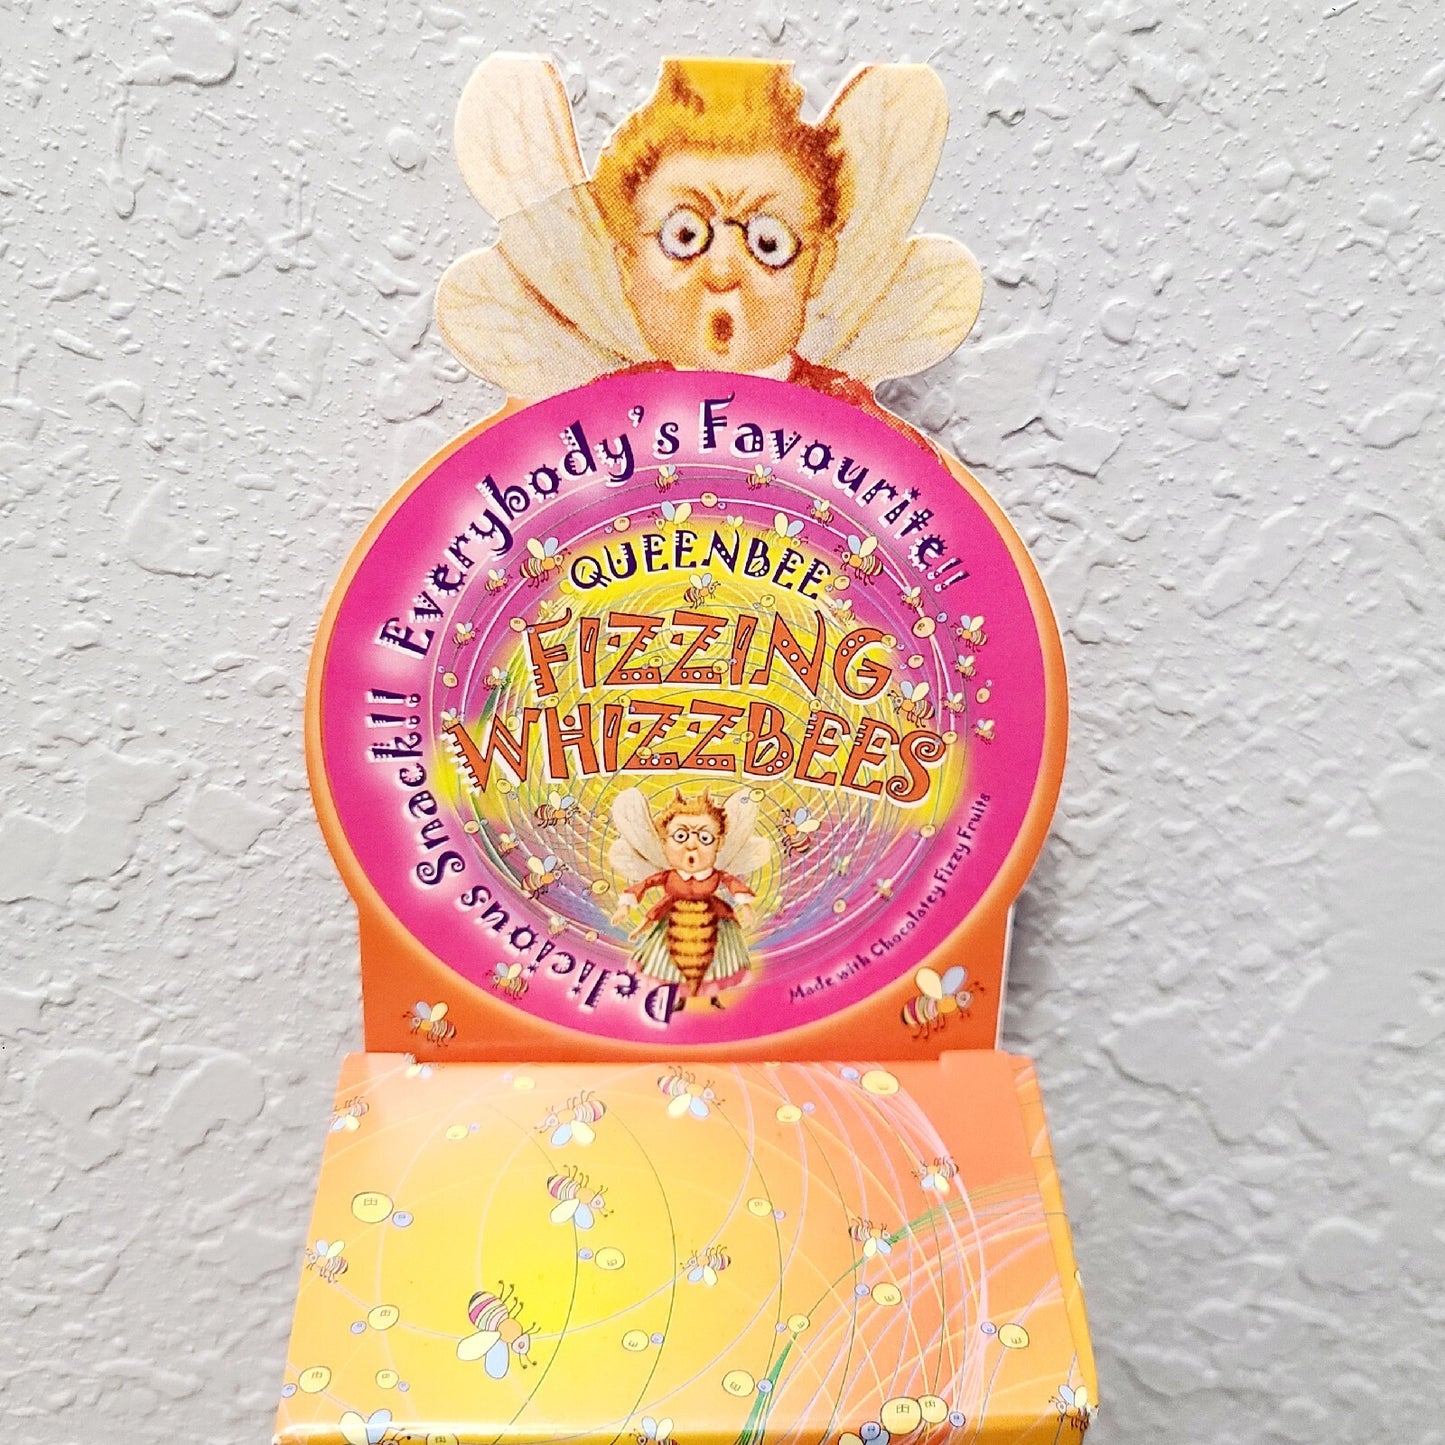 Delicious Snack!! Everybody's Favourite!!
QUEENBEE
FIZZING
WHIZZBEES
Made with Chocolatey Fizzy Fruits